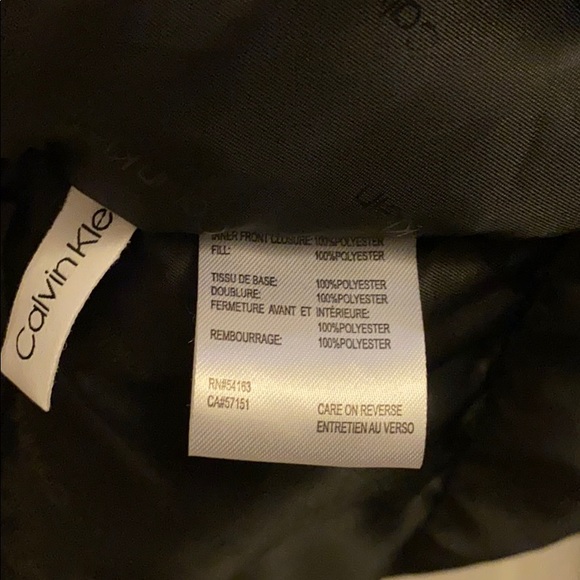 Calvin Kle
INNER FRONT CLOSURE: 100%POLYESTER
FILL: 100%POLYESTER
TISSU DE BASE: 100%POLYESTER
DOUBLURE: 100%POLYESTER
FERMETURE AVANT ET INTÉRIEURE:
100%POLYESTER
REMBOURRAGE: 100%POLYESTER
RN#54163
CA#57151
CARE ON REVERSE
ENTRETIEN AU VERSO